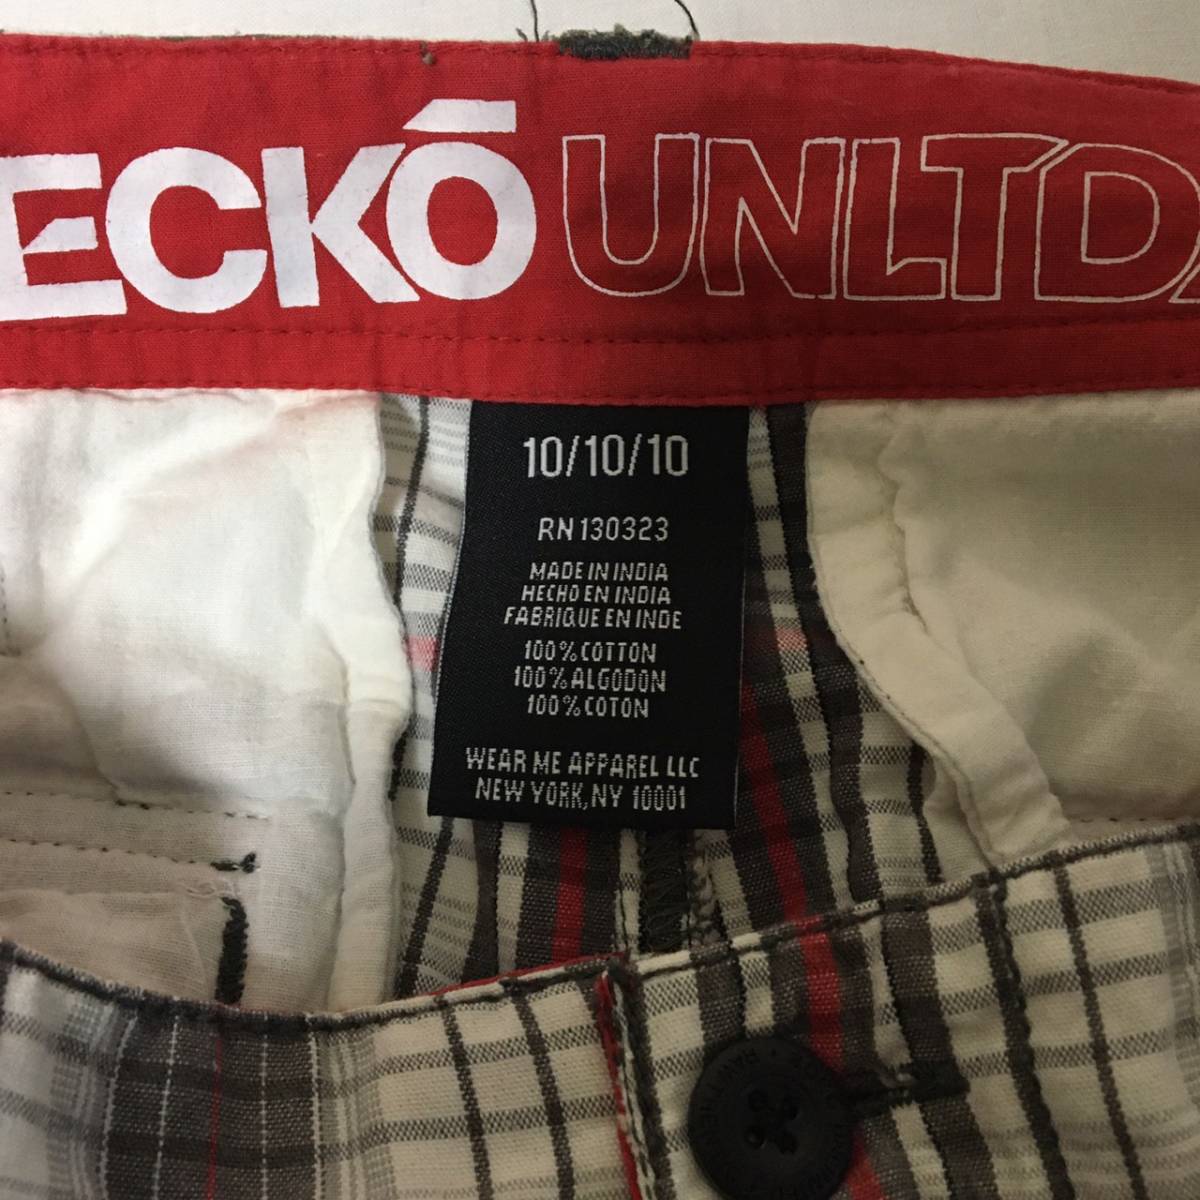 ECKŌ UNLTD
10/10/10
RN 130323
MADE IN INDIA
HECHO EN INDIA
FABRIQUE EN INDE
100% COTTON
100% ALGODON
100% COTON
WEAR ME APPAREL LLC
NEW YORK, NY 10001